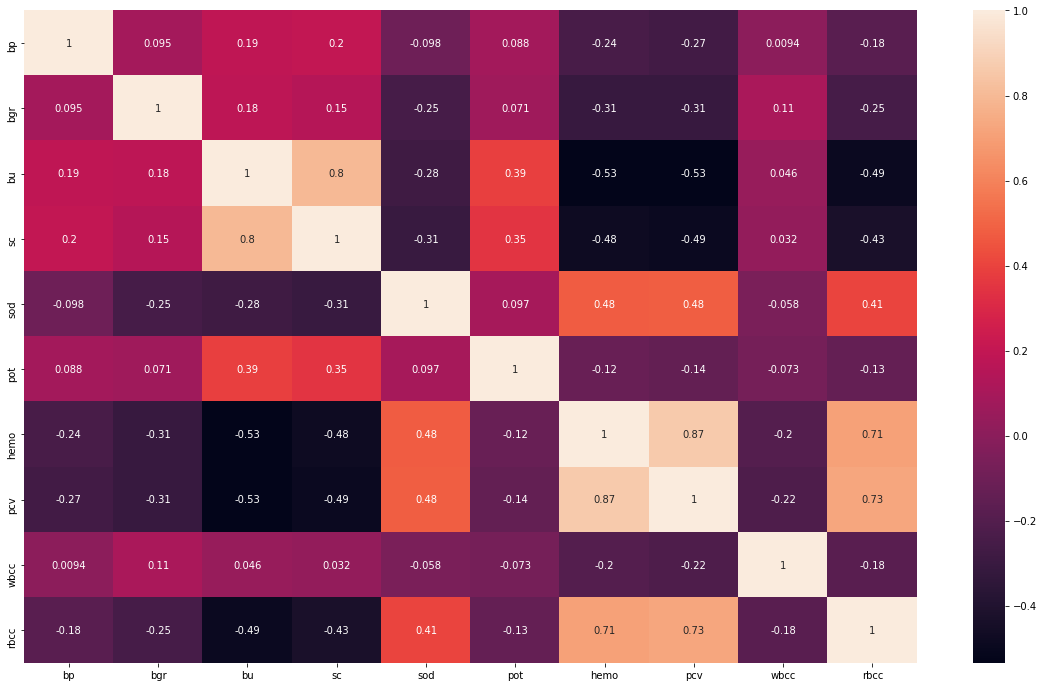 bp 1 0.095 0.19 0.2 -0.098 0.088 -0.24 -0.27 0.0094 -0.18
bgr 0.095 1 0.18 0.15 -0.25 0.071 -0.31 -0.31 0.11 -0.25
bu 0.19 0.18 1 0.8 -0.28 0.39 -0.53 -0.53 0.046 -0.49
sc 0.2 0.15 0.8 1 -0.31 0.35 -0.48 -0.49 0.032 -0.43
sod -0.098 -0.25 -0.28 -0.31 1 0.097 0.48 0.48 -0.058 0.41
pot 0.088 0.071 0.39 0.35 0.097 1 -0.12 -0.14 -0.073 -0.13
hemo -0.24 -0.31 -0.53 -0.48 0.48 -0.12 1 0.87 -0.2 0.71
pcv -0.27 -0.31 -0.53 -0.49 0.48 -0.14 0.87 1 -0.22 0.73
wbcc 0.0094 0.11 0.046 0.032 -0.058 -0.073 -0.2 -0.22 1 -0.18
rbcc -0.18 -0.25 -0.49 -0.43 0.41 -0.13 0.71 0.73 -0.18 1
bp bgr bu sc sod pot hemo pcv wbcc rbcc
1.0
0.8
0.6
0.4
0.2
0.0
−0.2
−0.4